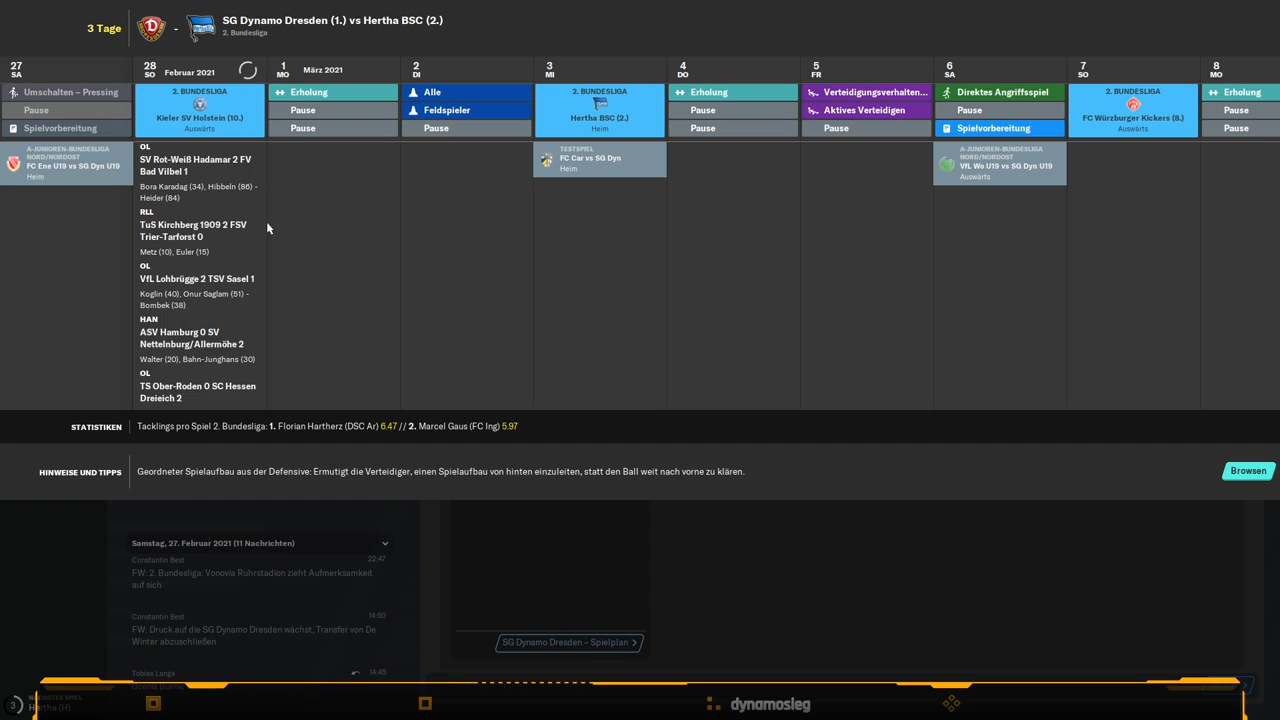 3 Tage
-
SG Dynamo Dresden (1.) vs Hertha BSC (2.)
2. Bundesliga
27
SA
28
SO
Februar 2021
1
MO
März 2021
2
DI
3
MI
4
DO
5
FR
6
SA
7
SO
8
MO
Umschalten – Pressing
Pause
Spielvorbereitung
2. BUNDESLIGA
Kieler SV Holstein (10.)
Auswärts
Erholung
Pause
Pause
Alle
Feldspieler
Pause
2. BUNDESLIGA
Hertha BSC (2.)
Heim
Erholung
Pause
Pause
Verteidigungsverhalten...
Aktives Verteidigen
Pause
Direktes Angriffsspiel
Pause
Spielvorbereitung
2. BUNDESLIGA
FC Würzburger Kickers (8.)
Auswärts
Erholung
Pause
Pause
A-JUNIOREN-BUNDESLIGA
NORD/NORDOST
FC Ene U19 vs SG Dyn U19
Heim
OL
SV Rot-Weiß Hadamar 2 FV
Bad Vilbel 1
Bora Karadag (34), Hibbeln (86) -
Heider (84)
RLL
TuS Kirchberg 1909 2 FSV
Trier-Tarforst 0
Metz (10), Euler (15)
OL
VfL Lohbrügge 2 TSV Sasel 1
Koglin (40), Onur Saglam (51) -
Bombek (38)
HAN
ASV Hamburg 0 SV
Nettelnburg/Allermöhe 2
Walter (20), Bahn-Junghans (30)
OL
TS Ober-Roden 0 SC Hessen
Dreieich 2
TESTSPIEL
FC Car vs SG Dyn
Heim
A-JUNIOREN-BUNDESLIGA
NORD/NORDOST
VfL Wo U19 vs SG Dyn U19
Auswärts
STATISTIKEN
Tacklings pro Spiel 2. Bundesliga: 1. Florian Hartherz (DSC Ar) 6.47 // 2. Marcel Gaus (FC Ing) 5.97
HINWEISE UND TIPPS
Geordneter Spielaufbau aus der Defensive: Ermutigt die Verteidiger, einen Spielaufbau von hinten einzuleiten, statt den Ball weit nach vorne zu klären.
Browsen
Samstag, 27. Februar 2021 (11 Nachrichten)
Constantin Best
22:47
FW: 2. Bundesliga: Vonovia Ruhrstadion zieht Aufmerksamkeit
auf sich
Constantin Best
14:50
FW: Druck auf die SG Dynamo Dresden wächst, Transfer von De
Winter abzuschließen
Tobias Lange
14:45
SG Dynamo Dresden – Spielplan
3
Hertha (H)
dynamosleg